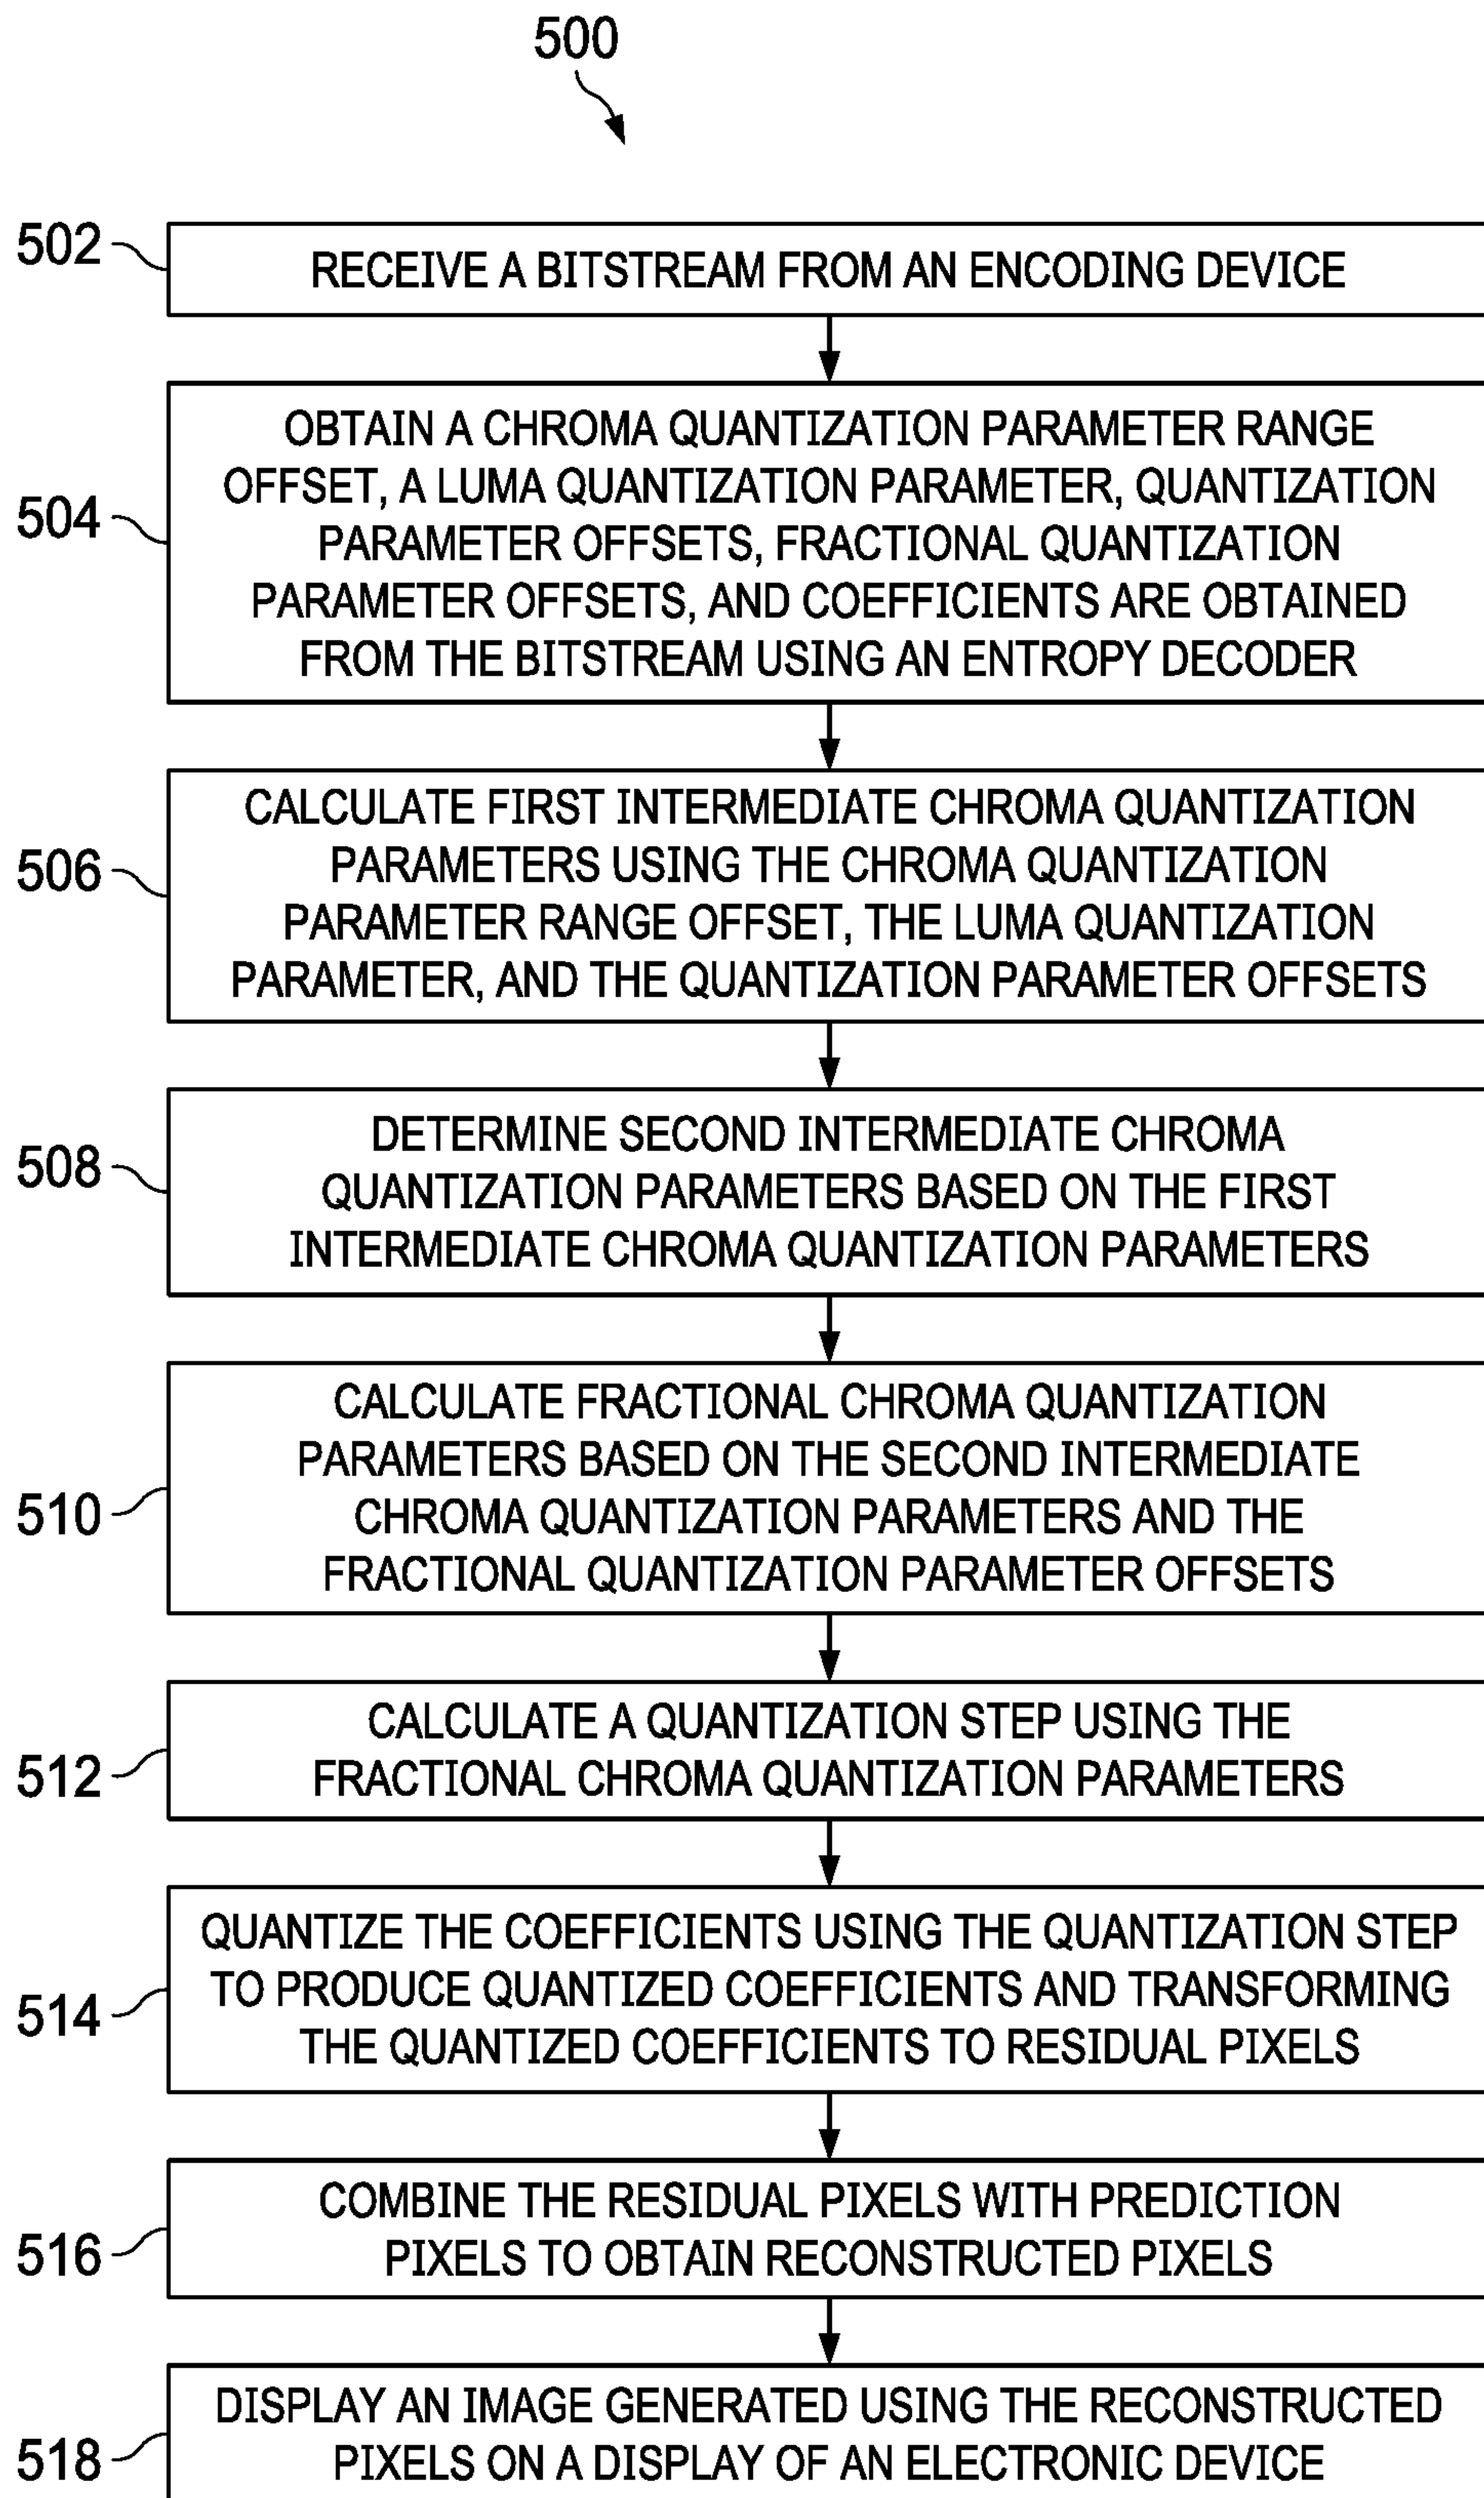 500
502
RECEIVE A BITSTREAM FROM AN ENCODING DEVICE
504
OBTAIN A CHROMA QUANTIZATION PARAMETER RANGE
OFFSET, A LUMA QUANTIZATION PARAMETER, QUANTIZATION
PARAMETER OFFSETS, FRACTIONAL QUANTIZATION
PARAMETER OFFSETS, AND COEFFICIENTS ARE OBTAINED
FROM THE BITSTREAM USING AN ENTROPY DECODER
506
CALCULATE FIRST INTERMEDIATE CHROMA QUANTIZATION
PARAMETERS USING THE CHROMA QUANTIZATION
PARAMETER RANGE OFFSET, THE LUMA QUANTIZATION
PARAMETER, AND THE QUANTIZATION PARAMETER OFFSETS
508
DETERMINE SECOND INTERMEDIATE CHROMA
QUANTIZATION PARAMETERS BASED ON THE FIRST
INTERMEDIATE CHROMA QUANTIZATION PARAMETERS
510
CALCULATE FRACTIONAL CHROMA QUANTIZATION
PARAMETERS BASED ON THE SECOND INTERMEDIATE
CHROMA QUANTIZATION PARAMETERS AND THE
FRACTIONAL QUANTIZATION PARAMETER OFFSETS
512
CALCULATE A QUANTIZATION STEP USING THE
FRACTIONAL CHROMA QUANTIZATION PARAMETERS
514
QUANTIZE THE COEFFICIENTS USING THE QUANTIZATION STEP
TO PRODUCE QUANTIZED COEFFICIENTS AND TRANSFORMING
THE QUANTIZED COEFFICIENTS TO RESIDUAL PIXELS
516
COMBINE THE RESIDUAL PIXELS WITH PREDICTION
PIXELS TO OBTAIN RECONSTRUCTED PIXELS
518
DISPLAY AN IMAGE GENERATED USING THE RECONSTRUCTED
PIXELS ON A DISPLAY OF AN ELECTRONIC DEVICE